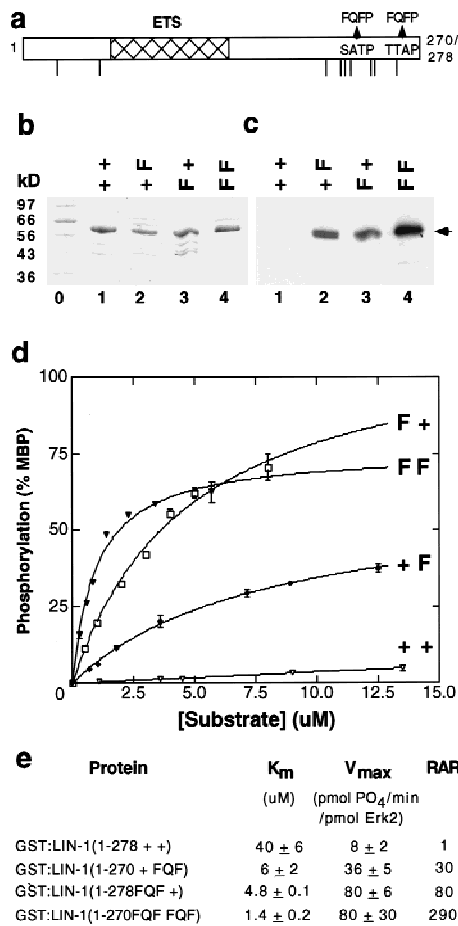 a
ETS
FQFP FQFP
1 SATP TTAP 270/
278
b c
+ F + F + F + F
kD + + F F + + F F
97
66
56
43
36
0 1 2 3 4 1 2 3 4
d
100
75
50
25
0
Phosphorylation (% MBP)
F +
F F
+ F
+ +
0 2.5 5.0 7.5 10.0 12.5 15.0
[Substrate] (uM)
e
Protein Km Vmax RAR
(uM) (pmol PO4/min
/pmol Erk2)
GST:LIN-1(1-278 + +) 40 ± 6 8 ± 2 1
GST:LIN-1(1-270 + FQF) 6 ± 2 36 ± 5 30
GST:LIN-1(1-278FQF +) 4.8 ± 0.1 80 ± 6 80
GST:LIN-1(1-270FQF FQF) 1.4 ± 0.2 80 ± 30 290